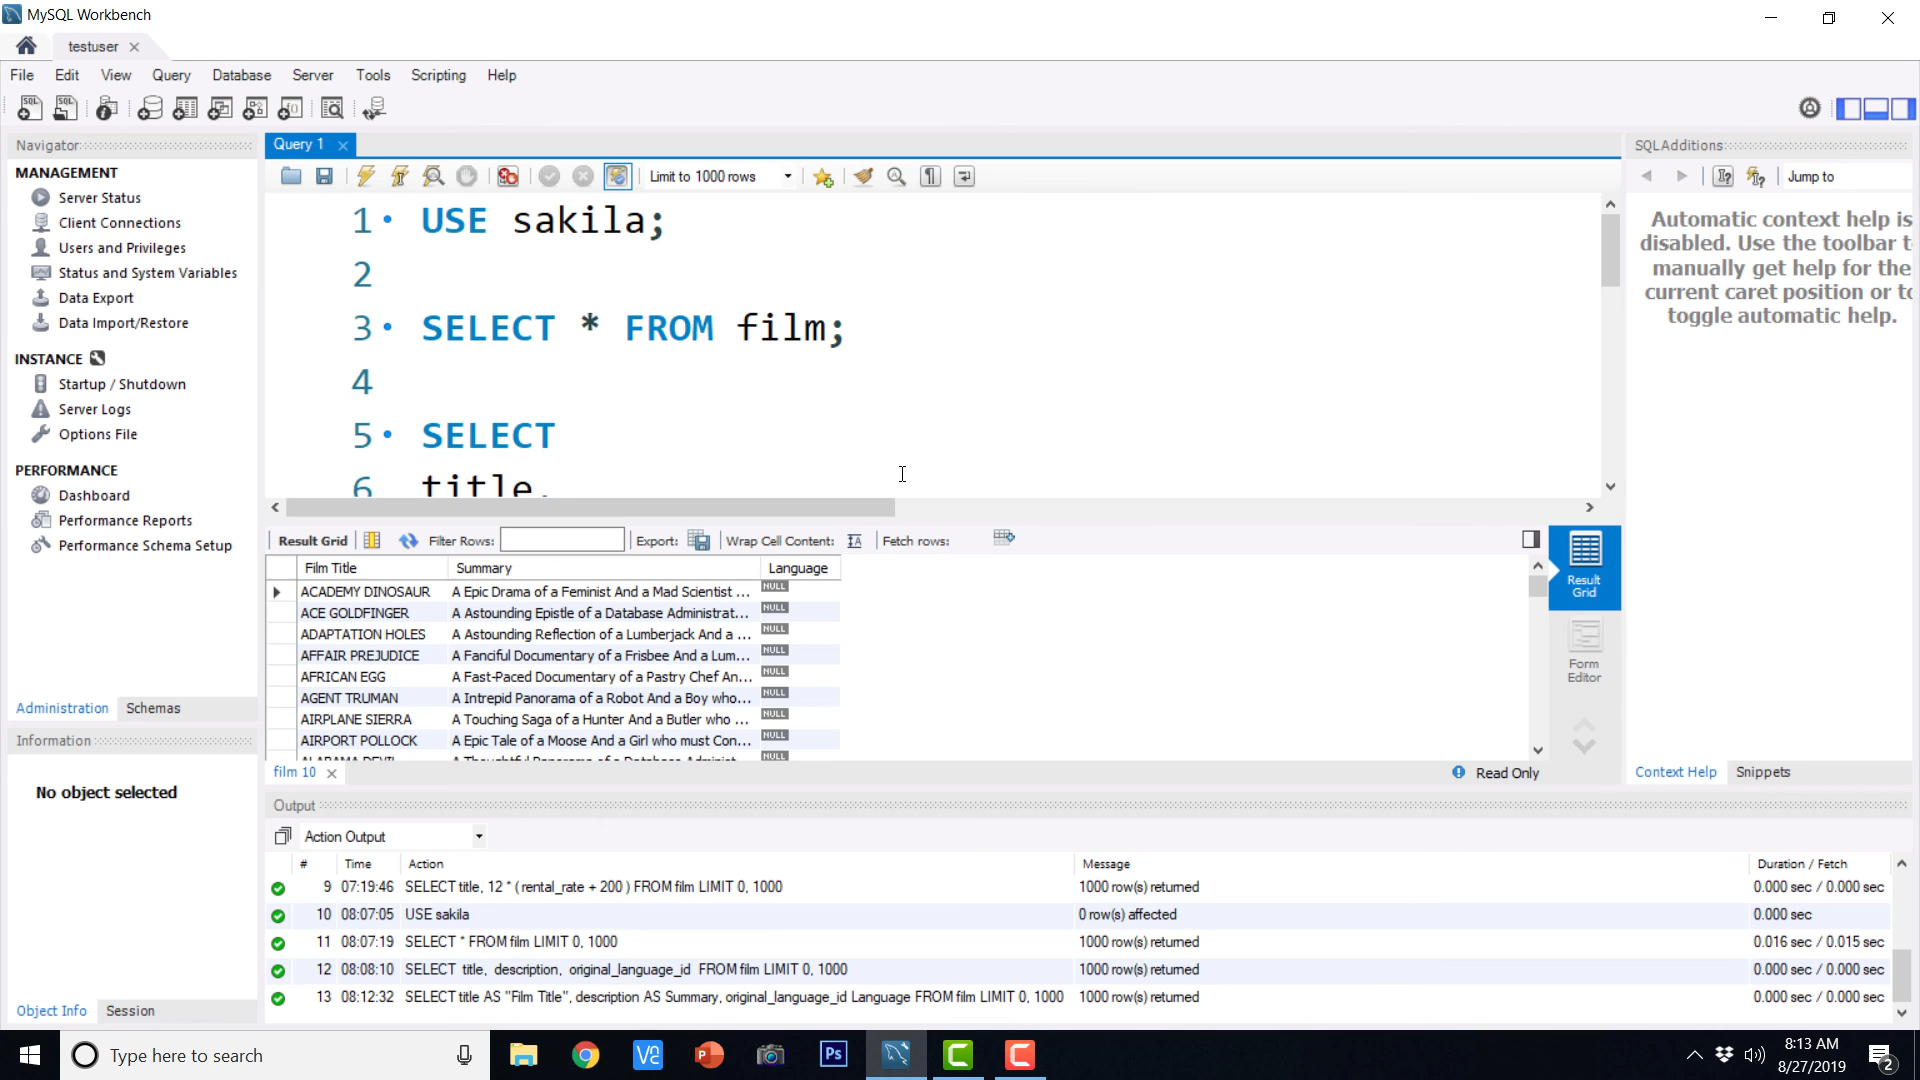 MySQL Workbench
testuser
File Edit View Query Database Server Tools Scripting Help
Navigator
MANAGEMENT
Server Status
Client Connections
Users and Privileges
Status and System Variables
Data Export
Data Import/Restore
INSTANCE
Startup / Shutdown
Server Logs
Options File
PERFORMANCE
Dashboard
Performance Reports
Performance Schema Setup
Administration Schemas
Information
No object selected
Object Info Session
Query 1
Limit to 1000 rows
1 USE sakila;
2
3 SELECT * FROM film;
4
5 SELECT
6 title,
Result Grid Filter Rows: Export: Wrap Cell Content: Fetch rows:
Film Title Summary Language
ACADEMY DINOSAUR A Epic Drama of a Feminist And a Mad Scientist ... NULL
ACE GOLDFINGER A Astounding Epistle of a Database Administrat... NULL
ADAPTATION HOLES A Astounding Reflection of a Lumberjack And a ... NULL
AFFAIR PREJUDICE A Fanciful Documentary of a Frisbee And a Lum... NULL
AFRICAN EGG A Fast-Paced Documentary of a Pastry Chef An... NULL
AGENT TRUMAN A Intrepid Panorama of a Robot And a Boy who... NULL
AIRPLANE SIERRA A Touching Saga of a Hunter And a Butler who ... NULL
AIRPORT POLLOCK A Epic Tale of a Moose And a Girl who must Con... NULL
Result Grid
Form Editor
film 10
Read Only
SQLAdditions
Jump to
Automatic context help is
disabled. Use the toolbar t
manually get help for the
current caret position or to
toggle automatic help.
Context Help Snippets
Output
Action Output
# Time Action Message Duration / Fetch
9 07:19:46 SELECT title, 12 * ( rental_rate + 200 ) FROM film LIMIT 0, 1000 1000 row(s) returned 0.000 sec / 0.000 sec
10 08:07:05 USE sakila 0 row(s) affected 0.000 sec
11 08:07:19 SELECT * FROM film LIMIT 0, 1000 1000 row(s) returned 0.016 sec / 0.015 sec
12 08:08:10 SELECT title, description, original_language_id FROM film LIMIT 0, 1000 1000 row(s) returned 0.000 sec / 0.000 sec
13 08:12:32 SELECT title AS "Film Title", description AS Summary, original_language_id Language FROM film LIMIT 0, 1000 1000 row(s) returned 0.000 sec / 0.000 sec
Type here to search
8:13 AM
8/27/2019
2